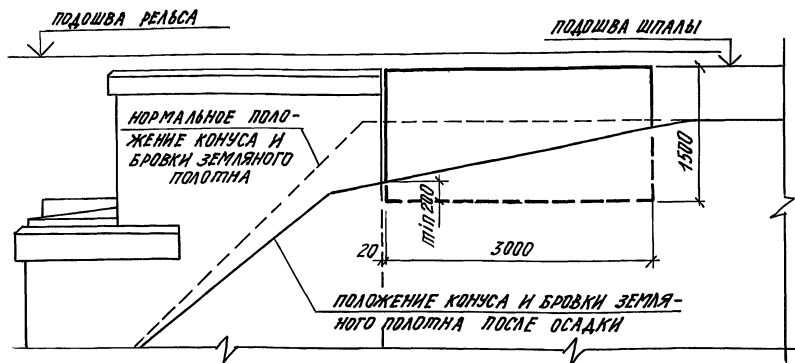 ПОДОШВА РЕЛЬСА
ПОДОШВА ШПАЛЫ
НОРМАЛЬНОЕ ПОЛО-
ЖЕНИЕ КОНУСА И
БРОВКИ ЗЕМЛЯНОГО
ПОЛОТНА
1500
min 200
20
3000
ПОЛОЖЕНИЕ КОНУСА И БРОВКИ ЗЕМЛЯ-
НОГО ПОЛОТНА ПОСЛЕ ОСАДКИ